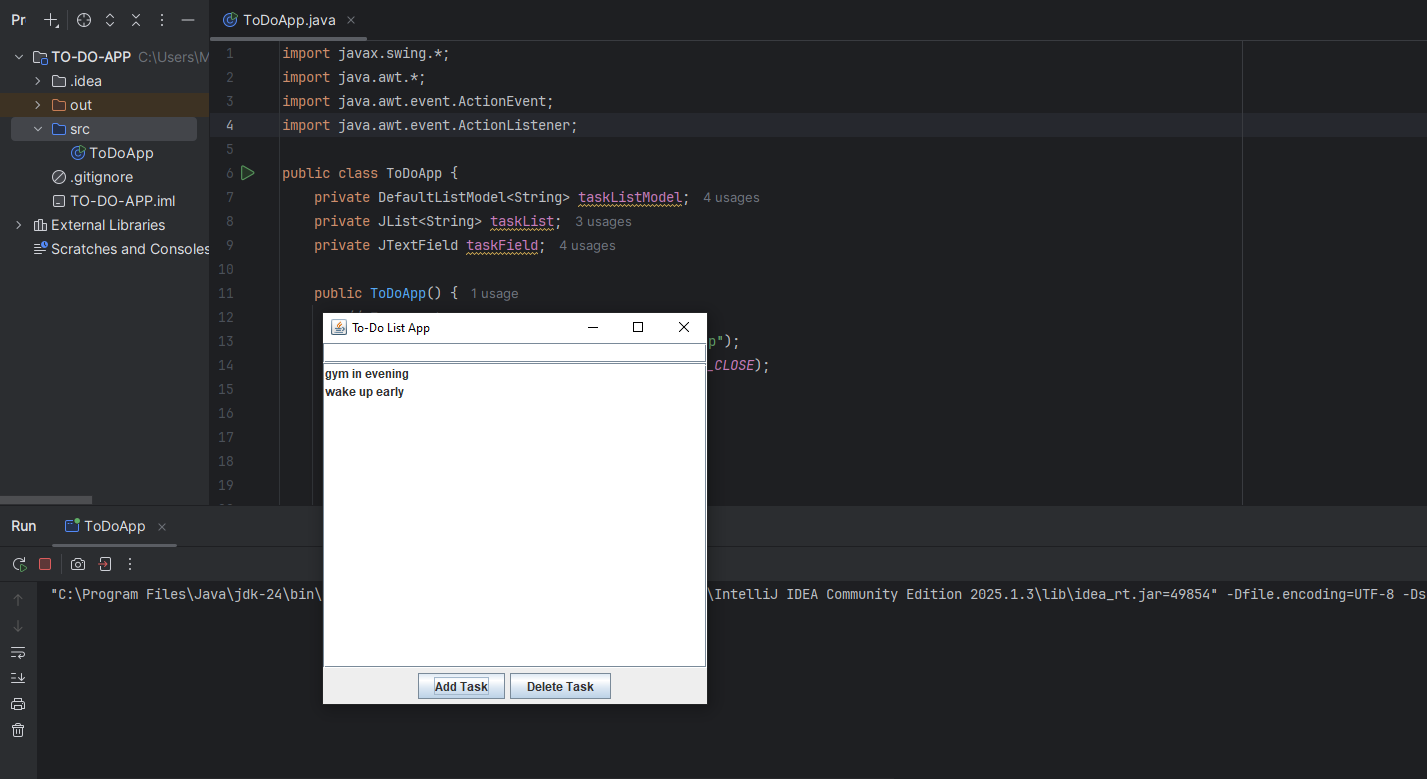 Pr
ToDoApp.java
TO-DO-APP C:\Users\M
.idea
out
src
ToDoApp
.gitignore
TO-DO-APP.iml
External Libraries
Scratches and Consoles
1 import javax.swing.*;
2 import java.awt.*;
3 import java.awt.event.ActionEvent;
4 import java.awt.event.ActionListener;
5
6 public class ToDoApp {
7 private DefaultListModel<String> taskListModel; 4 usages
8 private JList<String> taskList; 3 usages
9 private JTextField taskField; 4 usages
10
11 public ToDoApp() { 1 usage
12
13 p");
14 _CLOSE);
15
16
17
18
19
To-Do List App
gym in evening
wake up early
Add Task Delete Task
Run ToDoApp
"C:\Program Files\Java\jdk-24\bin\ \IntelliJ IDEA Community Edition 2025.1.3\lib\idea_rt.jar=49854" -Dfile.encoding=UTF-8 -Ds